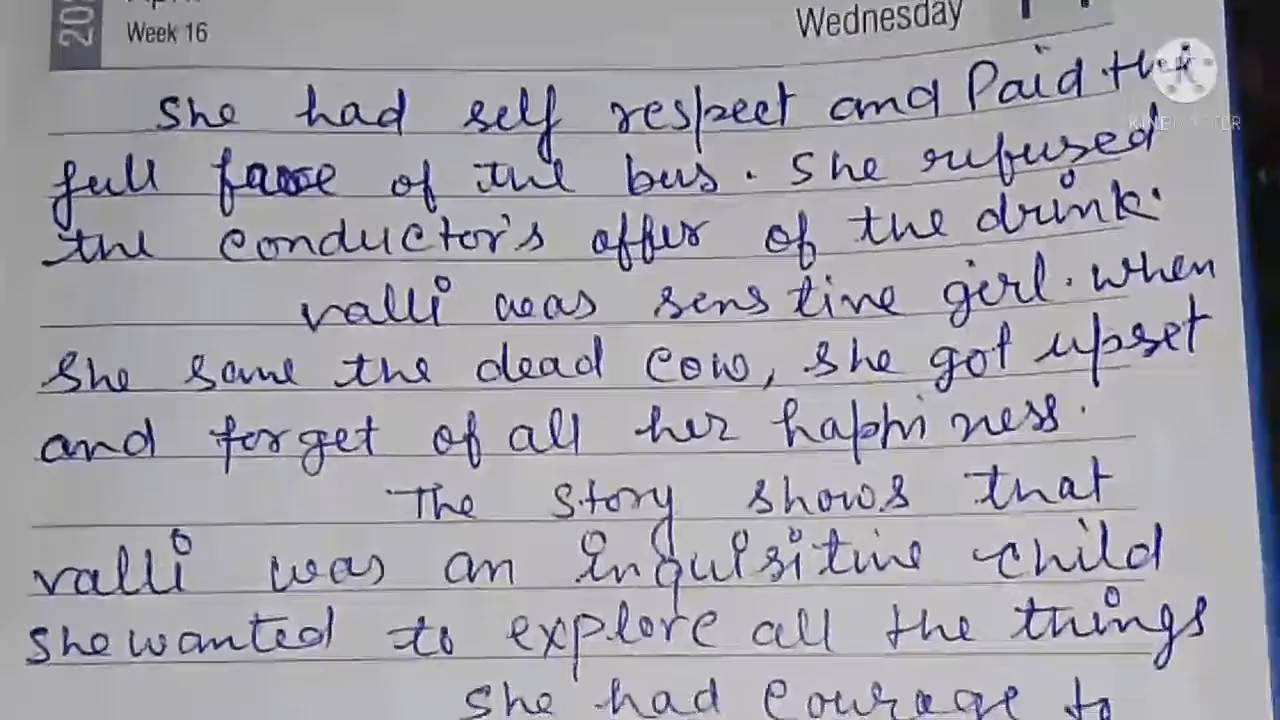 20
Week 16
Wednesday
She had self respect and Paid the
full fare of the bus. She refused
the conductor's offer of the drink.
valli was senstive girl. when
she saw the dead cow, she got upset
and forget of all her happiness.
The story shows that
valli was an inquisitive child
she wanted to explore all the things
she had courage to